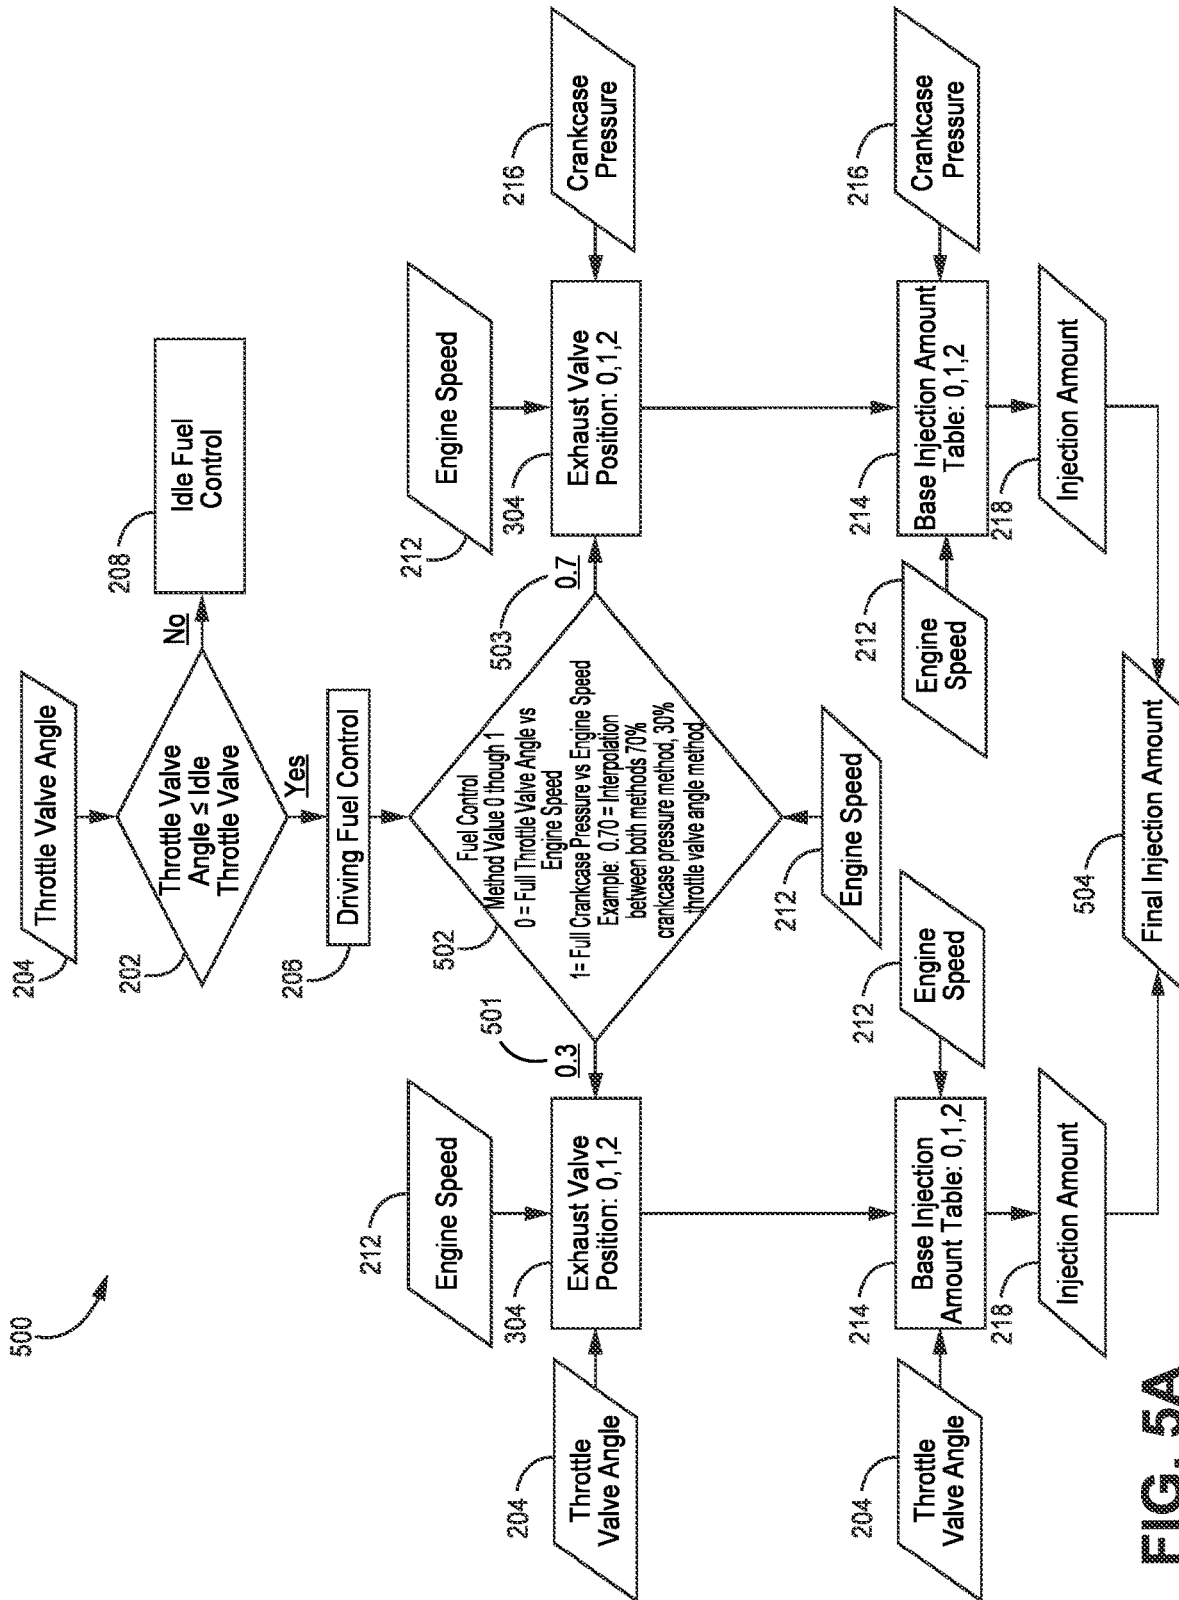 500
Throttle Valve Angle
204
Throttle Valve
Angle ≤ Idle
Throttle Valve
202
No
Yes
Idle Fuel
Control
208
Driving Fuel Control
206
Fuel Control
Method Value 0 though 1
0 = Full Throttle Valve Angle vs
Engine Speed
1= Full Crankcase Pressure vs Engine Speed
Example: 0.70 = Interpolation
between both methods 70%
crankcase pressure method, 30%
throttle valve angle method
502
501
0.3
503
0.7
Engine Speed
212
Engine Speed
212
Throttle
Valve Angle
204
Exhaust Valve
Position: 0,1,2
304
Exhaust Valve
Position: 0,1,2
304
Crankcase
Pressure
216
Engine Speed
212
Throttle
Valve Angle
204
Base Injection
Amount Table: 0,1,2
214
Engine
Speed
212
Engine
Speed
212
Base Injection Amount
Table: 0,1,2
214
Crankcase
Pressure
216
Injection Amount
218
Injection Amount
218
Final Injection Amount
504
FIG. 5A